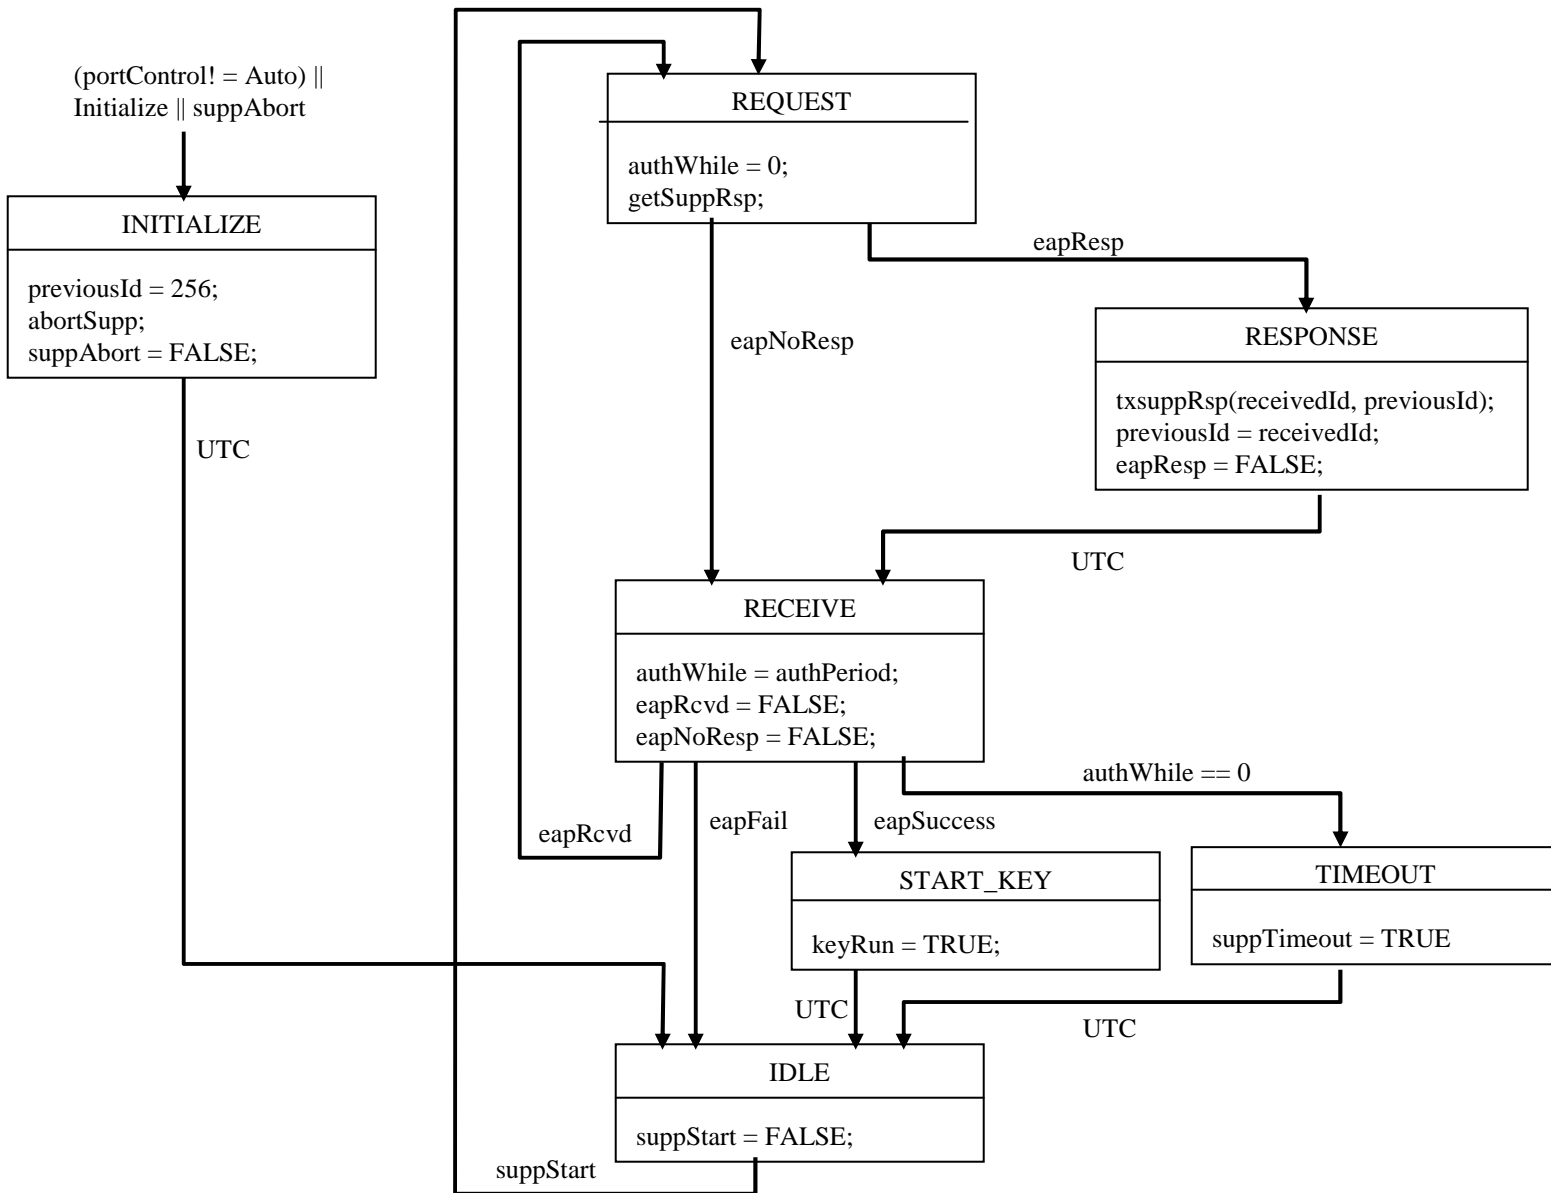 (portControl! = Auto) ||
Initialize || suppAbort
INITIALIZE
previousId = 256;
abortSupp;
suppAbort = FALSE;
UTC
REQUEST
authWhile = 0;
getSuppRsp;
eapResp
eapNoResp
RESPONSE
txsuppRsp(receivedId, previousId);
previousId = receivedId;
eapResp = FALSE;
UTC
RECEIVE
authWhile = authPeriod;
eapRcvd = FALSE;
eapNoResp = FALSE;
eapRcvd
eapFail
eapSuccess
authWhile == 0
START_KEY
keyRun = TRUE;
UTC
TIMEOUT
suppTimeout = TRUE
UTC
IDLE
suppStart = FALSE;
suppStart